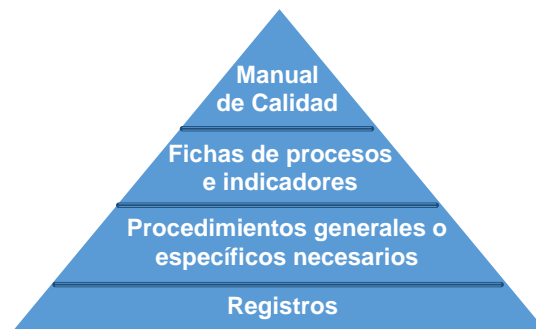 Manual
de Calidad
Fichas de procesos
e indicadores
Procedimientos generales o
específicos necesarios
Registros